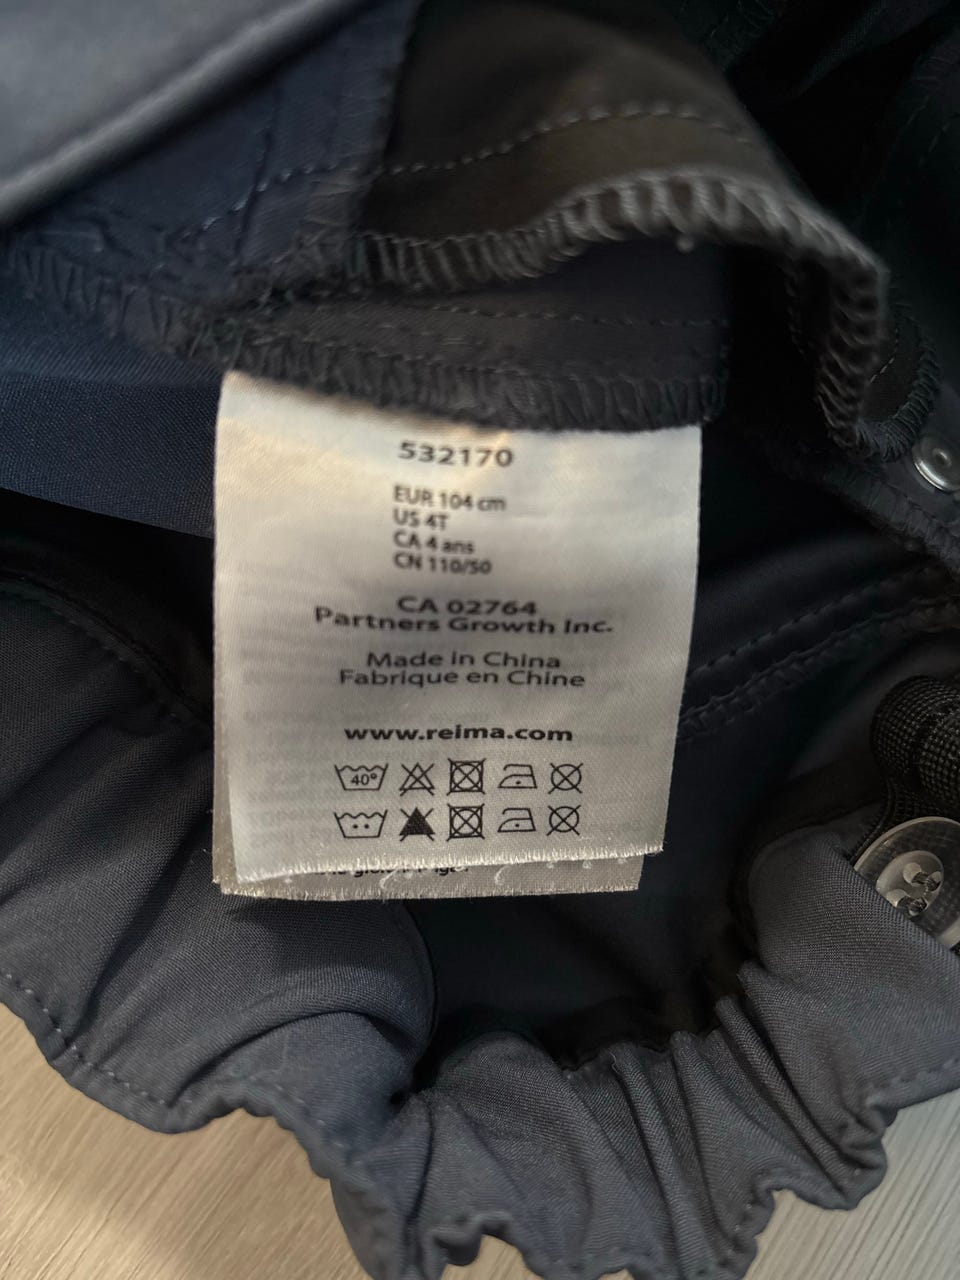 532170
EUR 104 cm
US 4T
CA 4 ans
CN 110/50
CA 02764
Partners Growth Inc.
Made in China
Fabrique en Chine
www.reima.com
40°